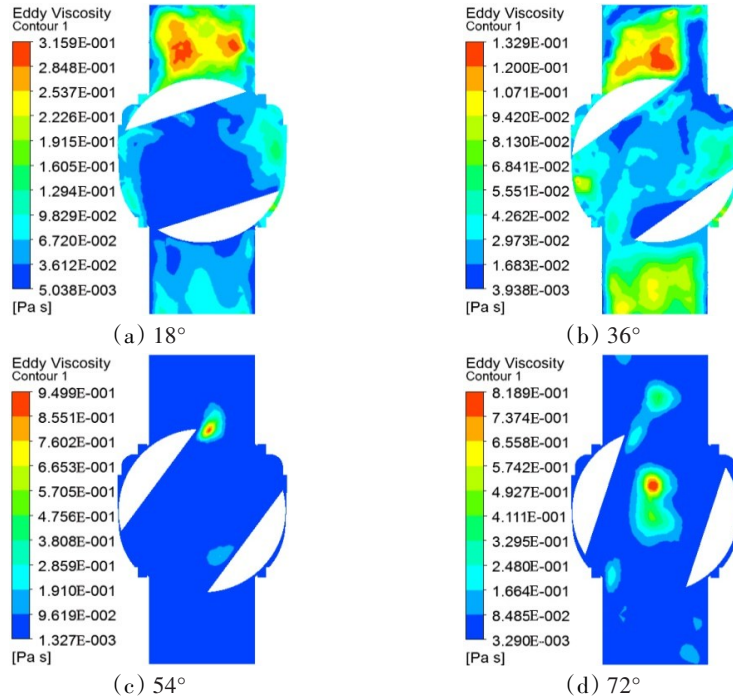 Eddy Viscosity
Contour 1
3.159E-001
2.848E-001
2.537E-001
2.226E-001
1.915E-001
1.605E-001
1.294E-001
9.829E-002
6.720E-002
3.612E-002
5.038E-003
[Pa s]
(a) 18°
Eddy Viscosity
Contour 1
1.329E-001
1.200E-001
1.071E-001
9.420E-002
8.130E-002
6.841E-002
5.551E-002
4.262E-002
2.973E-002
1.683E-002
3.938E-003
[Pa s]
(b) 36°
Eddy Viscosity
Contour 1
9.499E-001
8.551E-001
7.602E-001
6.653E-001
5.705E-001
4.756E-001
3.808E-001
2.859E-001
1.910E-001
9.619E-002
1.327E-003
[Pa s]
(c) 54°
Eddy Viscosity
Contour 1
8.189E-001
7.374E-001
6.558E-001
5.742E-001
4.927E-001
4.111E-001
3.295E-001
2.480E-001
1.664E-001
8.485E-002
3.290E-003
[Pa s]
(d) 72°